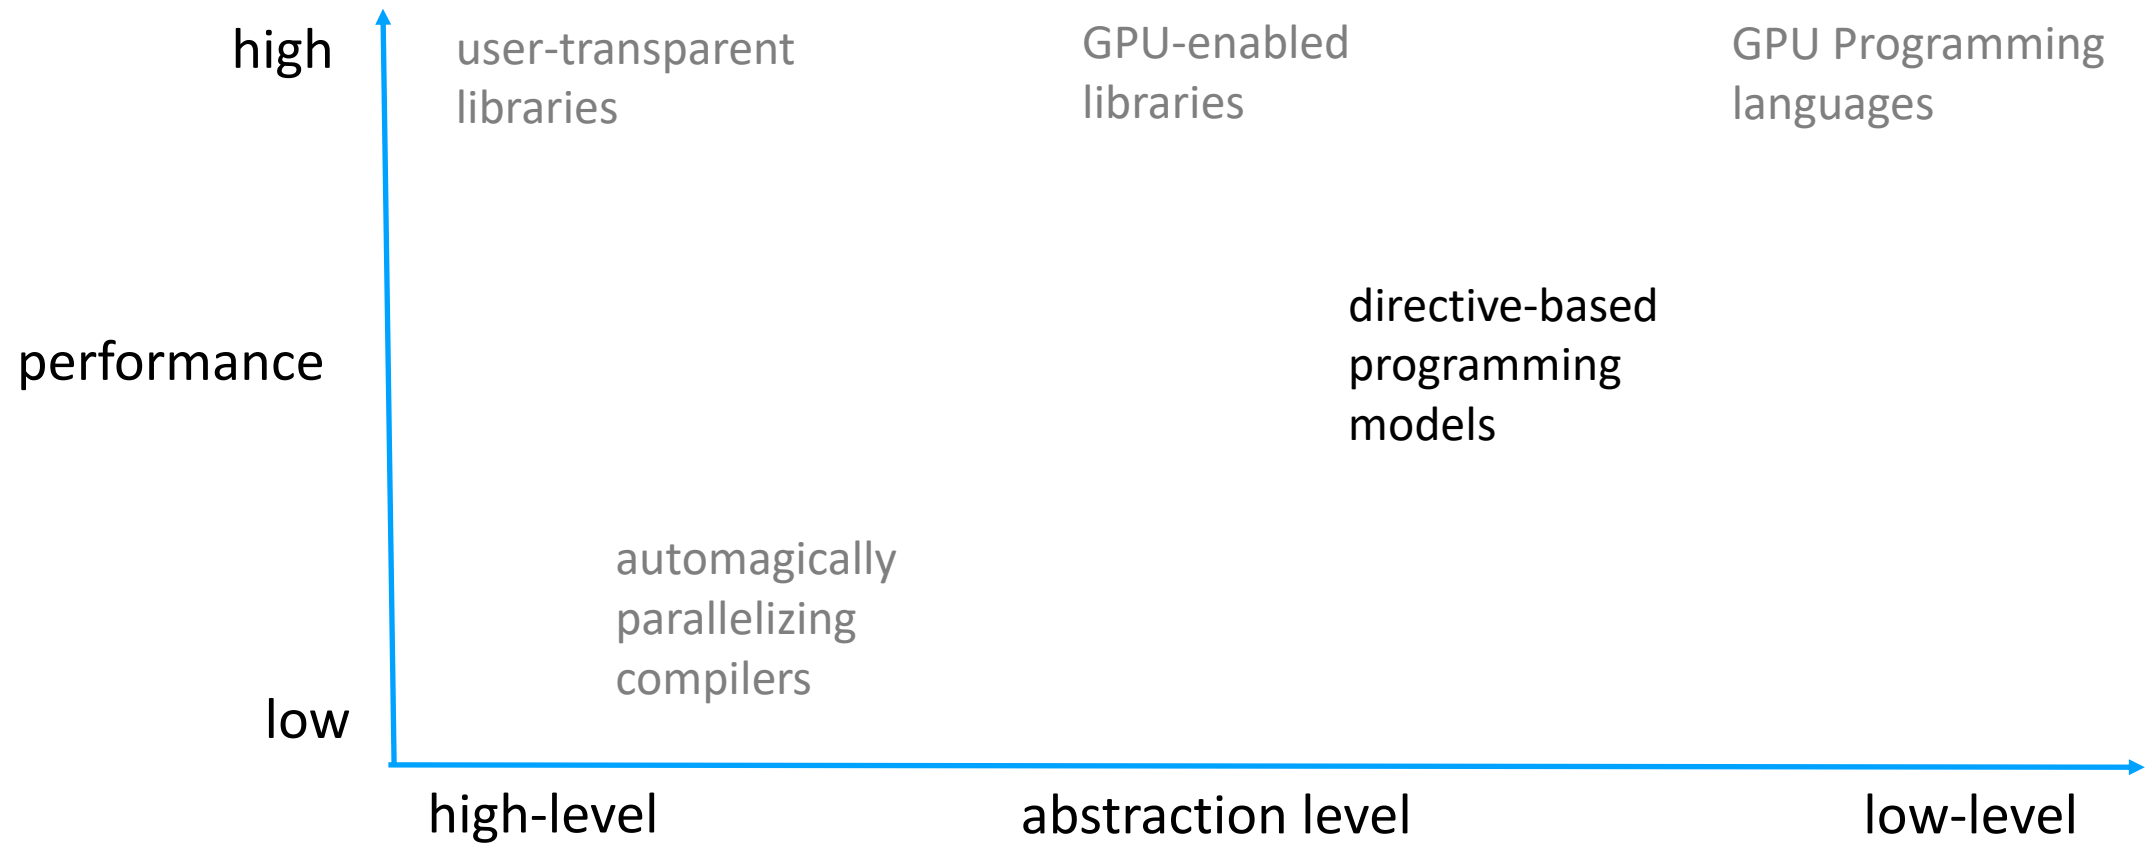 high
user-transparent
libraries
GPU-enabled
libraries
GPU Programming
languages
performance
directive-based
programming
models
automagically
parallelizing
compilers
low
high-level
abstraction level
low-level